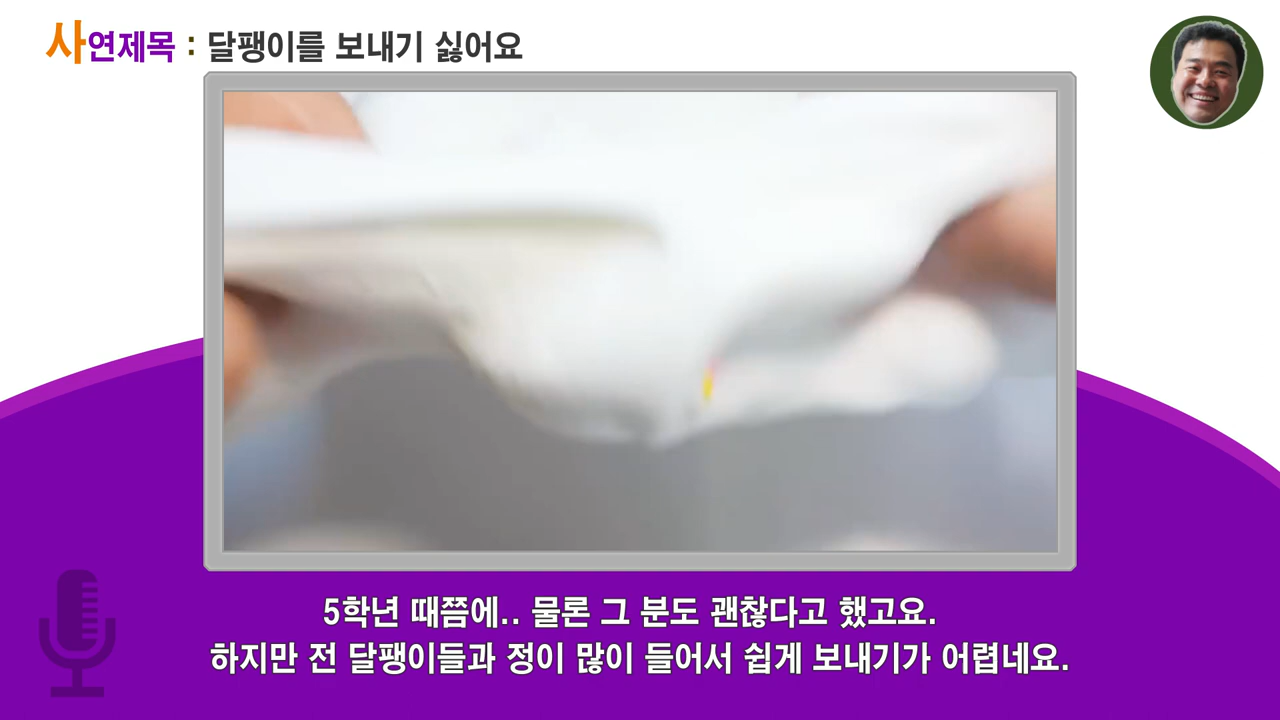 사연제목 : 달팽이를 보내기 싫어요
5학년 때쯤에.. 물론 그 분도 괜찮다고 했고요.
하지만 전 달팽이들과 정이 많이 들어서 쉽게 보내기가 어렵네요.